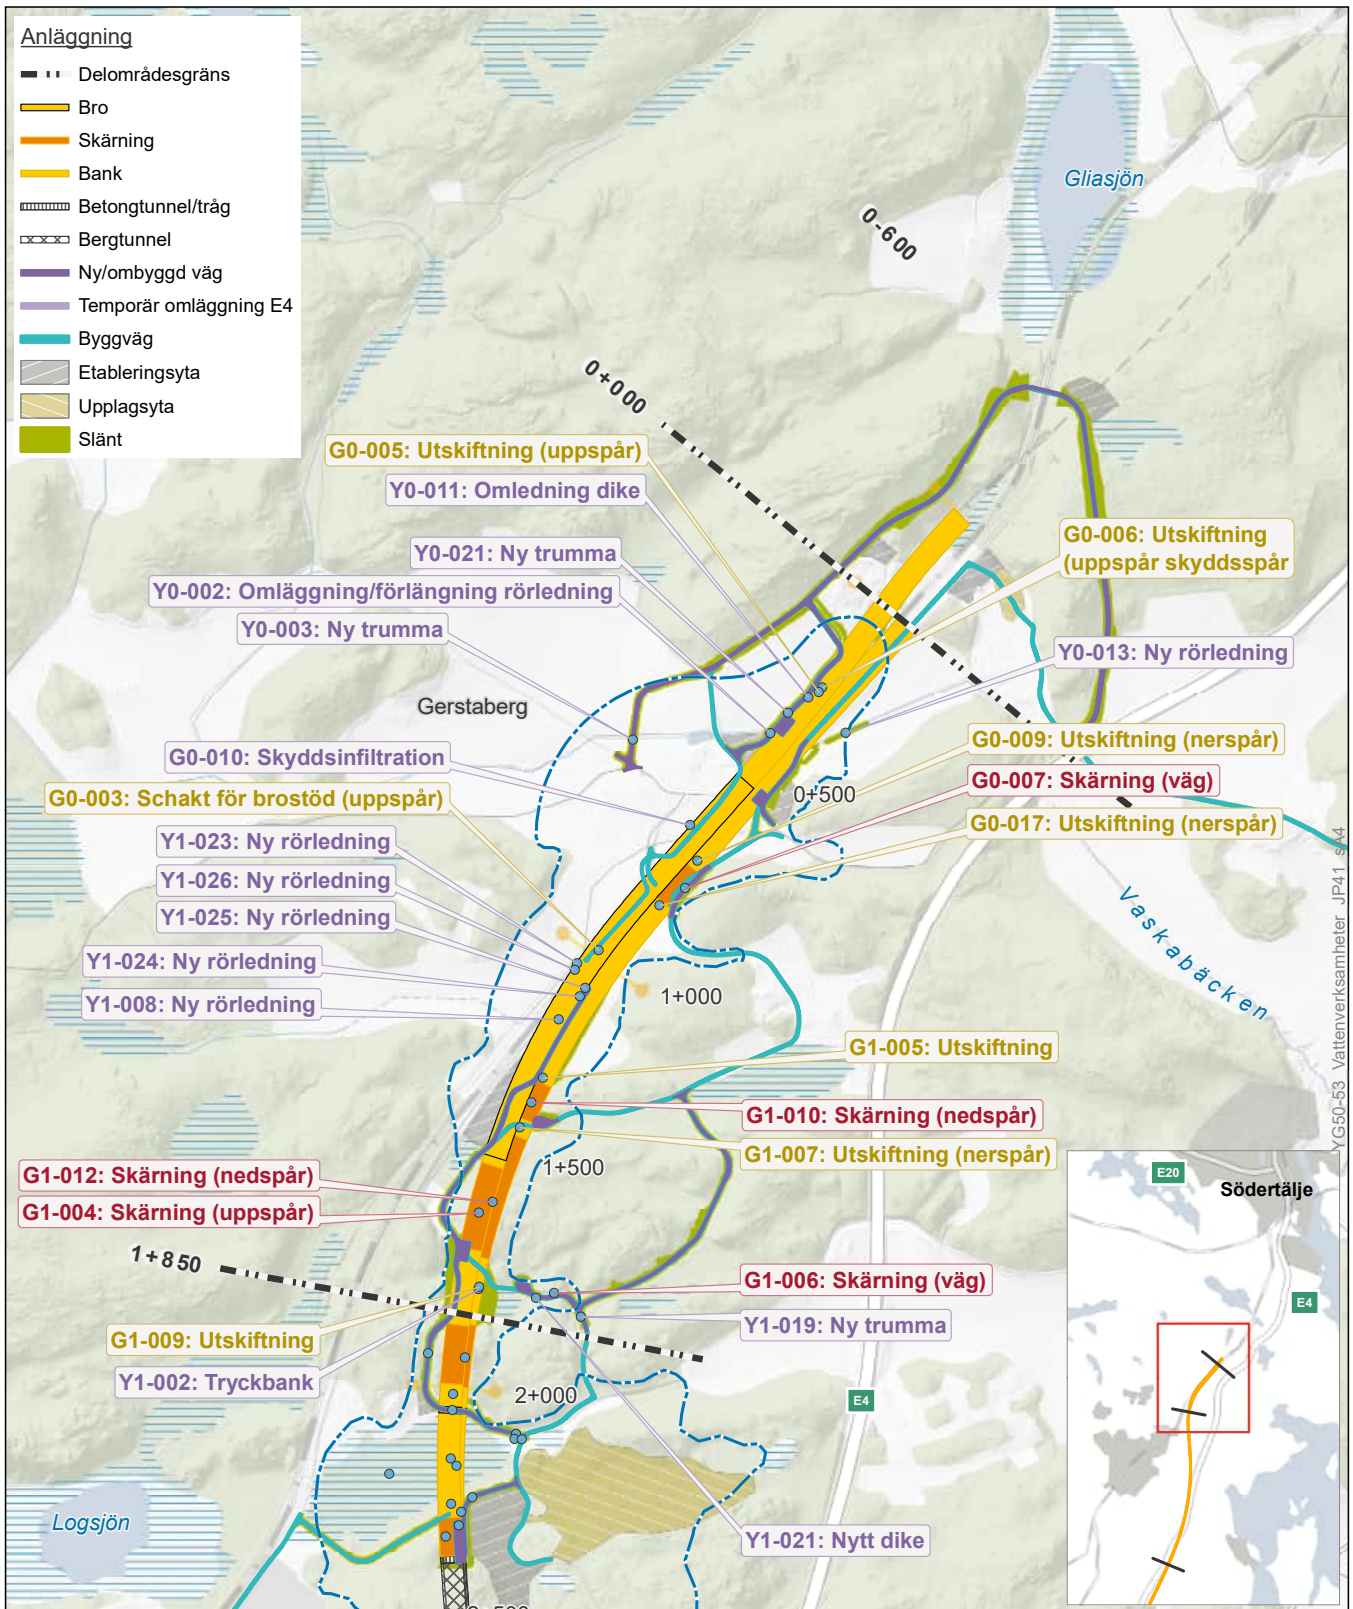 Anläggning
Delområdesgräns
Bro
Skärning
Bank
Betongtunnel/tråg
Bergtunnel
Ny/ombyggd väg
Temporär omläggning E4
Byggväg
Etableringsyta
Upplagsyta
Slänt
Gliasjön
0-600
0+000
G0-005: Utskiftning (uppspår)
Y0-011: Omledning dike
G0-006: Utskiftning
(uppspår skyddsspår
Y0-021: Ny trumma
Y0-002: Omläggning/förlängning rörledning
Y0-003: Ny trumma
Y0-013: Ny rörledning
Gerstaberg
G0-009: Utskiftning (nerspår)
G0-010: Skyddsinfiltration
G0-007: Skärning (väg)
G0-003: Schakt för brostöd (uppspår)
0+500
G0-017: Utskiftning (nerspår)
Y1-023: Ny rörledning
Y1-026: Ny rörledning
Y1-025: Ny rörledning
Vaskabäcken
Y1-024: Ny rörledning
Y1-008: Ny rörledning
1+000
G1-005: Utskiftning
YG50-53 Vattenverksamheter JP41 sA4
G1-010: Skärning (nedspår)
G1-007: Utskiftning (nerspår)
1+500
G1-012: Skärning (nedspår)
G1-004: Skärning (uppspår)
E20
Södertälje
1+850
G1-006: Skärning (väg)
E4
Y1-019: Ny trumma
G1-009: Utskiftning
Y1-002: Tryckbank
2+000
E4
Logsjön
Y1-021: Nytt dike